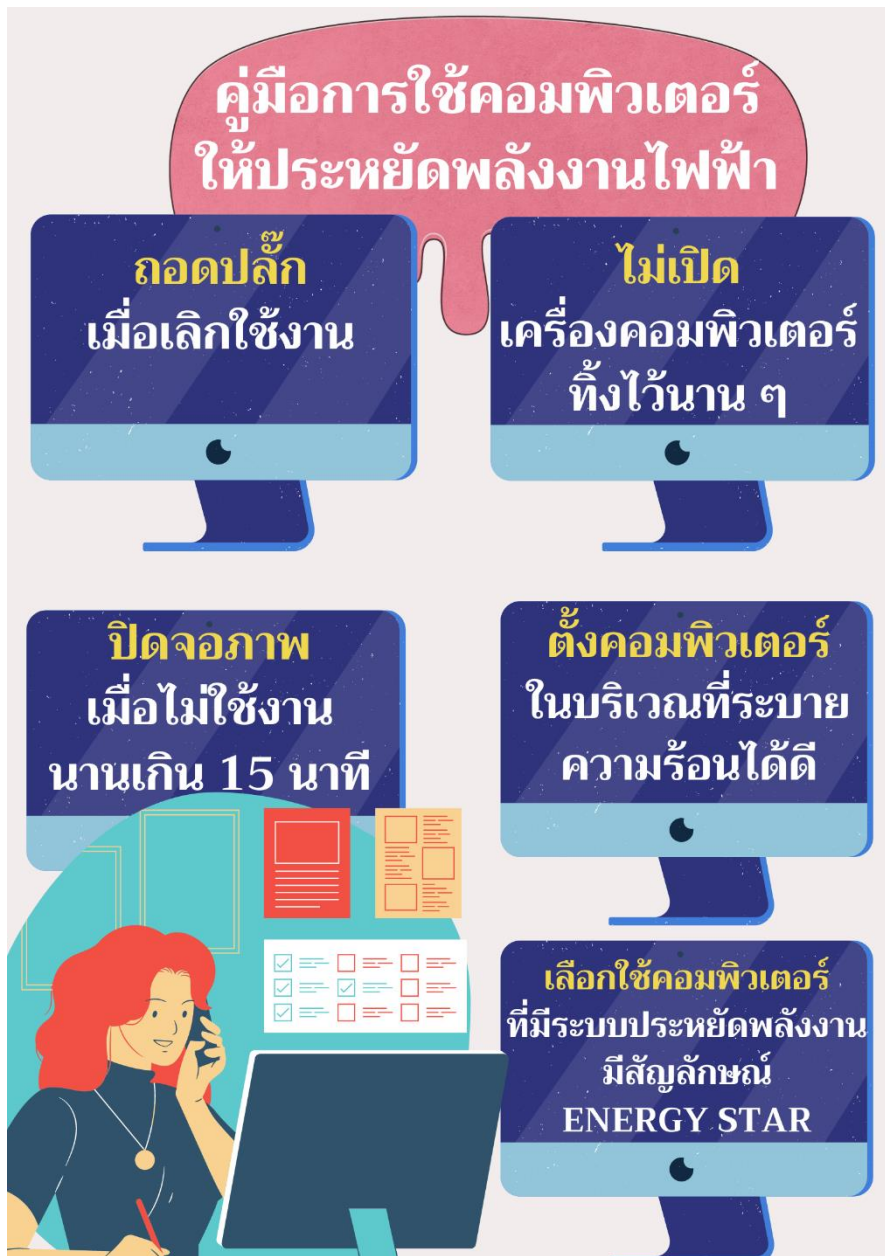 คู่มือการใช้คอมพิวเตอร์
ให้ประหยัดพลังงานไฟฟ้า
ถอดปลั๊ก
เมื่อเลิกใช้งาน
ไม่เปิด
เครื่องคอมพิวเตอร์
ทิ้งไว้นาน ๆ
ปิดจอภาพ
เมื่อไม่ใช้งาน
นานเกิน 15 นาที
ตั้งคอมพิวเตอร์
ในบริเวณที่ระบาย
ความร้อนได้ดี
เลือกใช้คอมพิวเตอร์
ที่มีระบบประหยัดพลังงาน
มีสัญลักษณ์
ENERGY STAR